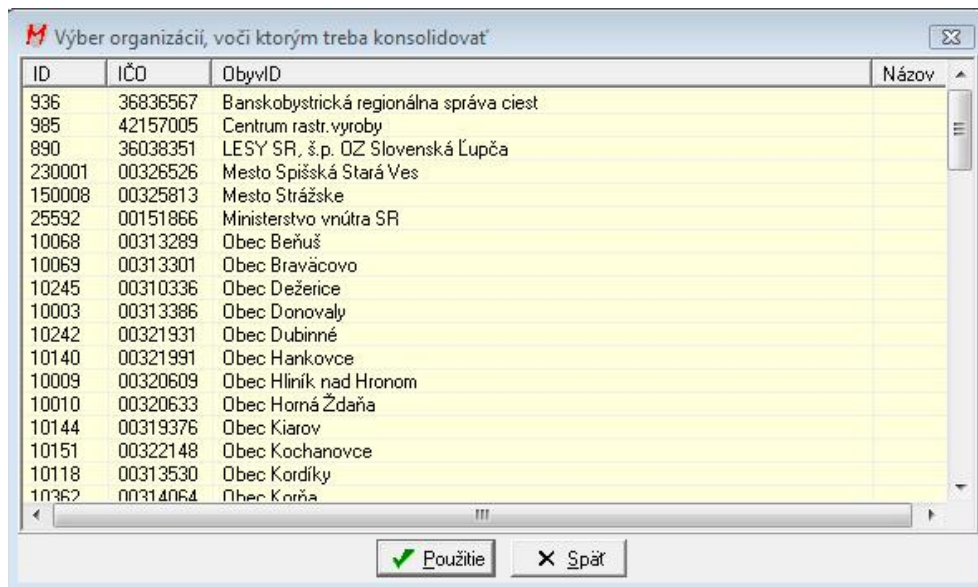 Výber organizácií, voči ktorým treba konsolidovať
ID IČO ObyvID Názov
936 36836567 Banskobystrická regionálna správa ciest
985 42157005 Centrum rastr.vyroby
890 36038351 LESY SR, š.p. OZ Slovenská Ľupča
230001 00326526 Mesto Spišská Stará Ves
150008 00325813 Mesto Strážske
25592 00151866 Ministerstvo vnútra SR
10068 00313289 Obec Beňuš
10069 00313301 Obec Braväcovo
10245 00310336 Obec Dežerice
10003 00313386 Obec Donovaly
10242 00321931 Obec Dubinné
10140 00321991 Obec Hankovce
10009 00320609 Obec Hliník nad Hronom
10010 00320633 Obec Horná Ždaňa
10144 00319376 Obec Kiarov
10151 00322148 Obec Kochanovce
10118 00313530 Obec Kordíky
10362 00314064 Obec Korňa
Použitie Späť